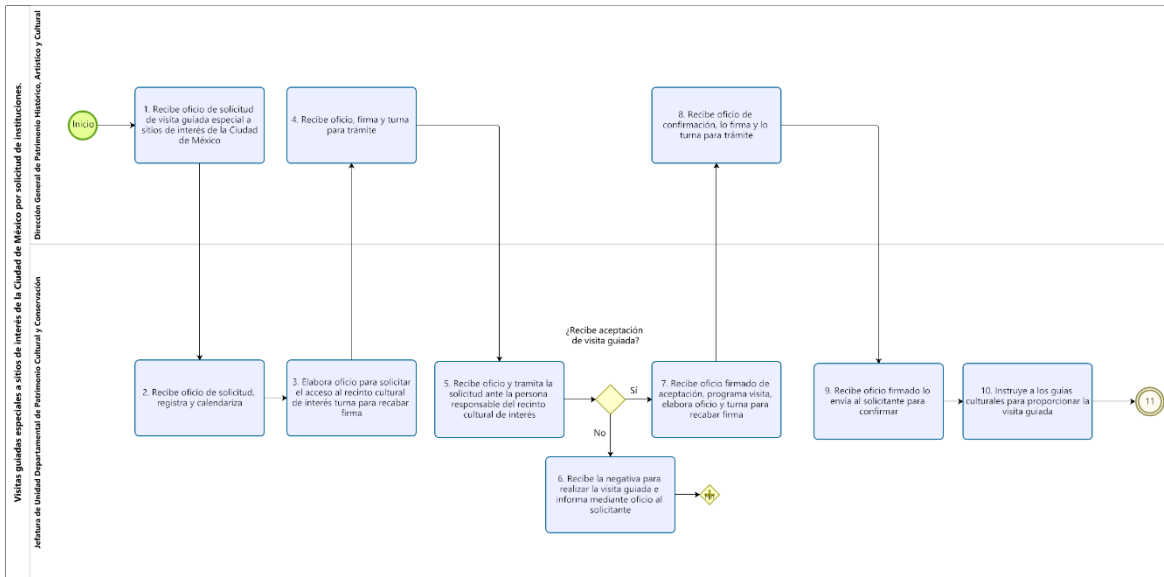 Visitas guiadas especiales a sitios de interés de la Ciudad de México por solicitud de instituciones.
Dirección General de Patrimonio Histórico, Artístico y Cultural
Inicio
1. Recibe oficio de solicitud
de visita guiada especial a
sitios de interés de la Ciudad
de México
4. Recibe oficio, firma y turna
para trámite
8. Recibe oficio de
confirmación, lo firma y lo
turna para trámite
Jefatura de Unidad Departamental de Patrimonio Cultural y Conservación
2. Recibe oficio de solicitud,
registra y calendariza
3. Elabora oficio para solicitar
el acceso al recinto cultural
de interés turna para recabar
firma
5. Recibe oficio y tramita la
solicitud ante la persona
responsable del recinto
cultural de interés
¿Recibe aceptación
de visita guiada?
Sí
No
7. Recibe oficio firmado de
aceptación, programa visita,
elabora oficio y turna para
recabar firma
6. Recibe la negativa para
realizar la visita guiada e
informa mediante oficio al
solicitante
9. Recibe oficio firmado lo
envía al solicitante para
confirmar
10. Instruye a los guías
culturales para proporcionar la
visita guiada
11